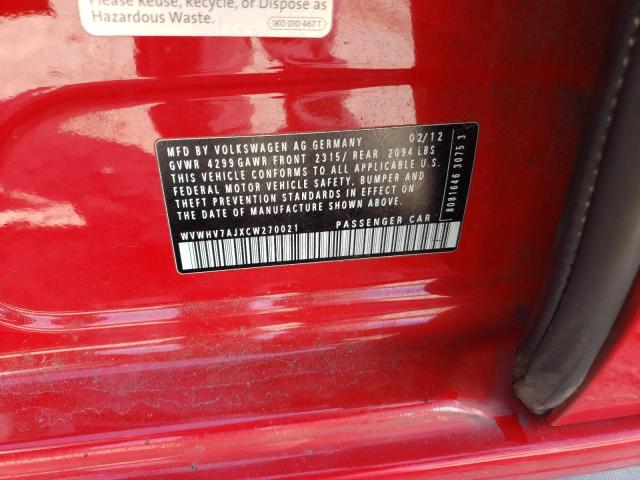 Please Reuse, Recycle, or Dispose as
Hazardous Waste.
1K0 010 467 T
MFD BY VOLKSWAGEN AG GERMANY 02/12
GVWR 4299 GAWR FRONT 2315/ REAR 2094 LBS
THIS VEHICLE CONFORMS TO ALL APPLICABLE U.S.
FEDERAL MOTOR VEHICLE SAFETY, BUMPER AND
THEFT PREVENTION STANDARDS IN EFFECT ON
THE DATE OF MANUFACTURE SHOWN ABOVE.
WVWHV7AJXCW270021 PASSENGER CAR
8081646 3075 3